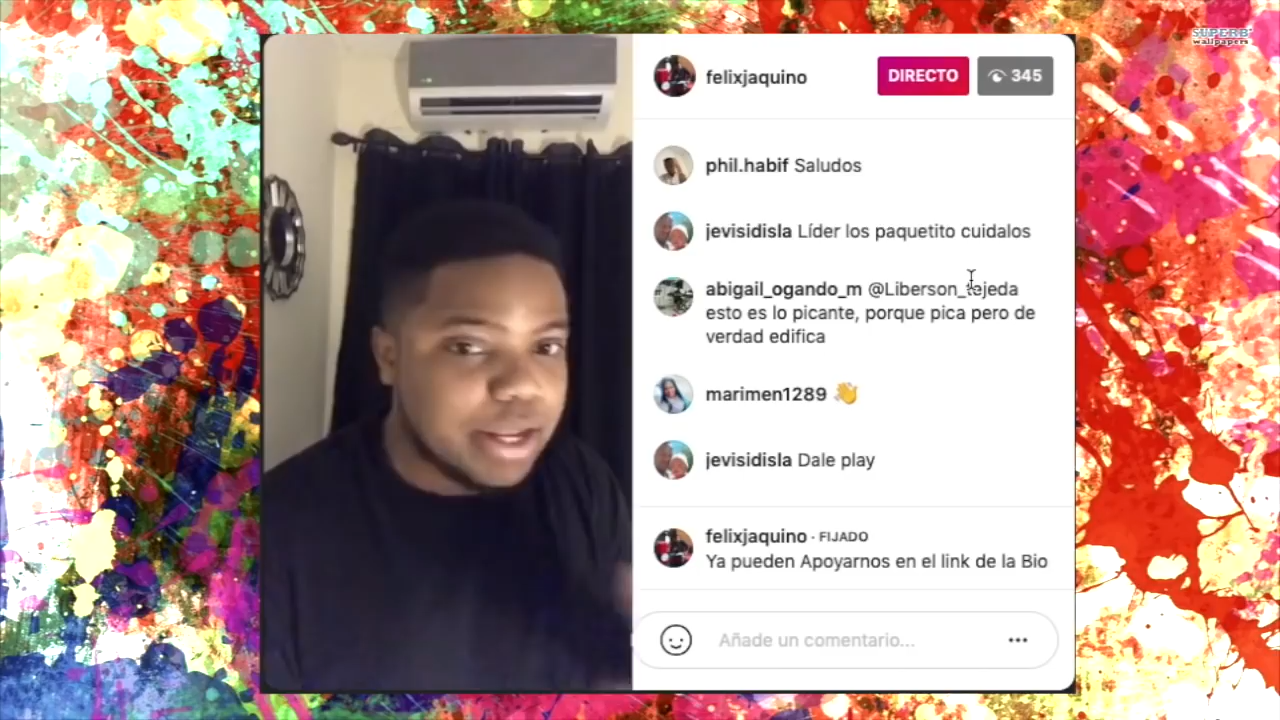 SUPERB
wallpapers
felixjaquino
DIRECTO
345
phil.habif Saludos
jevisidisla Líder los paquetito cuidalos
abigail_ogando_m @Liberson_tejeda
esto es lo picante, porque pica pero de
verdad edifica
marimen1289 👋
jevisidisla Dale play
felixjaquino · FIJADO
Ya pueden Apoyarnos en el link de la Bio
Añade un comentario...